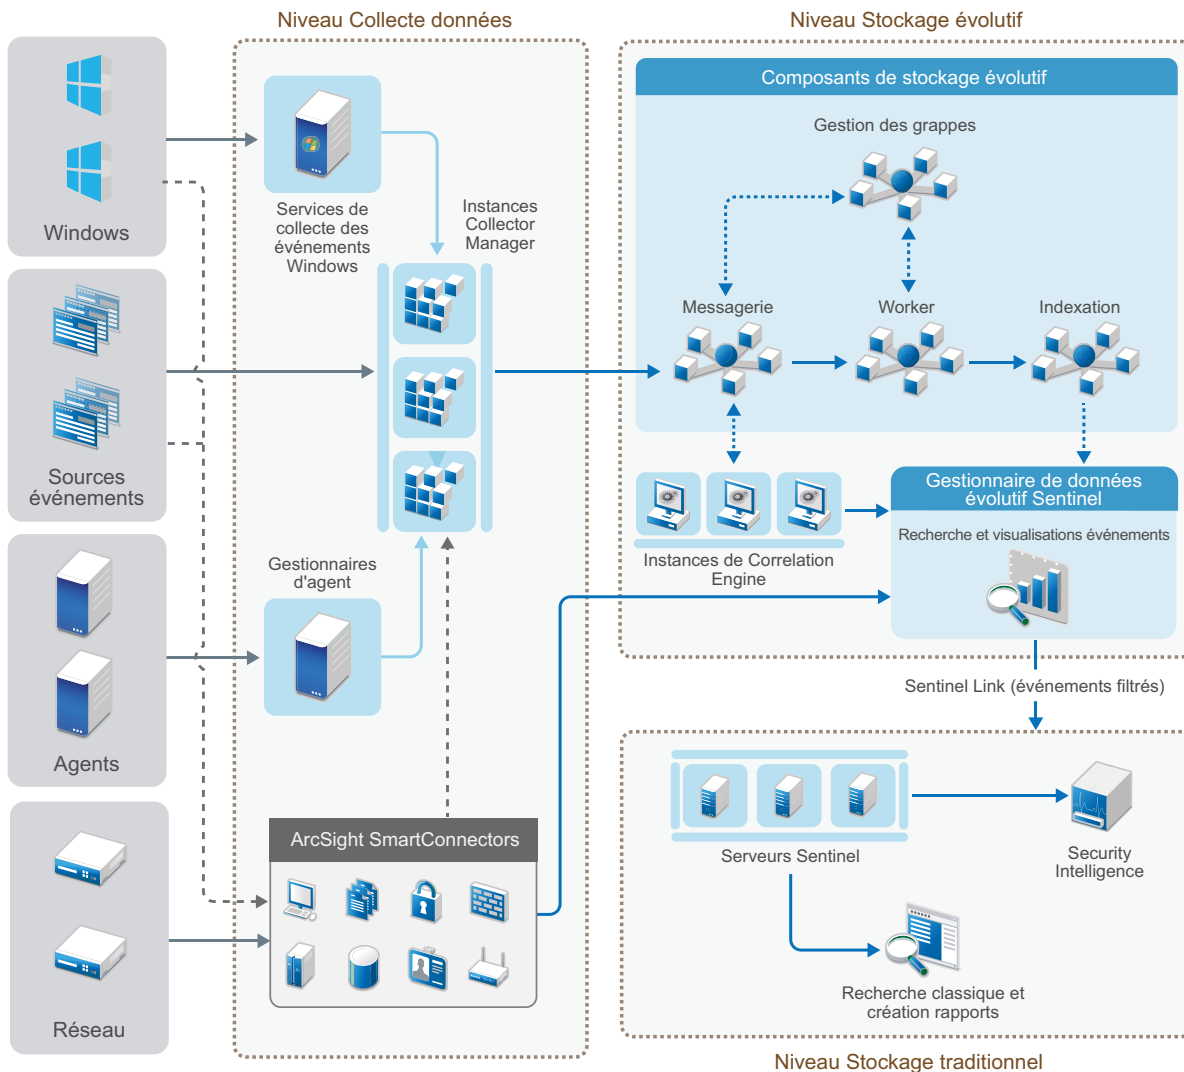 Niveau Collecte données
Niveau Stockage évolutif
Composants de stockage évolutif
Gestion des grappes
Windows
Services de
collecte des
événements
Windows
Instances
Collector
Manager
Messagerie
Worker
Indexation
Sources
événements
Gestionnaire de données
évolutif Sentinel
Recherche et visualisations événements
Instances de Correlation
Engine
Gestionnaires
d'agent
Agents
Sentinel Link (événements filtrés)
ArcSight SmartConnectors
Serveurs Sentinel
Security
Intelligence
Réseau
Recherche classique et
création rapports
Niveau Stockage traditionnel